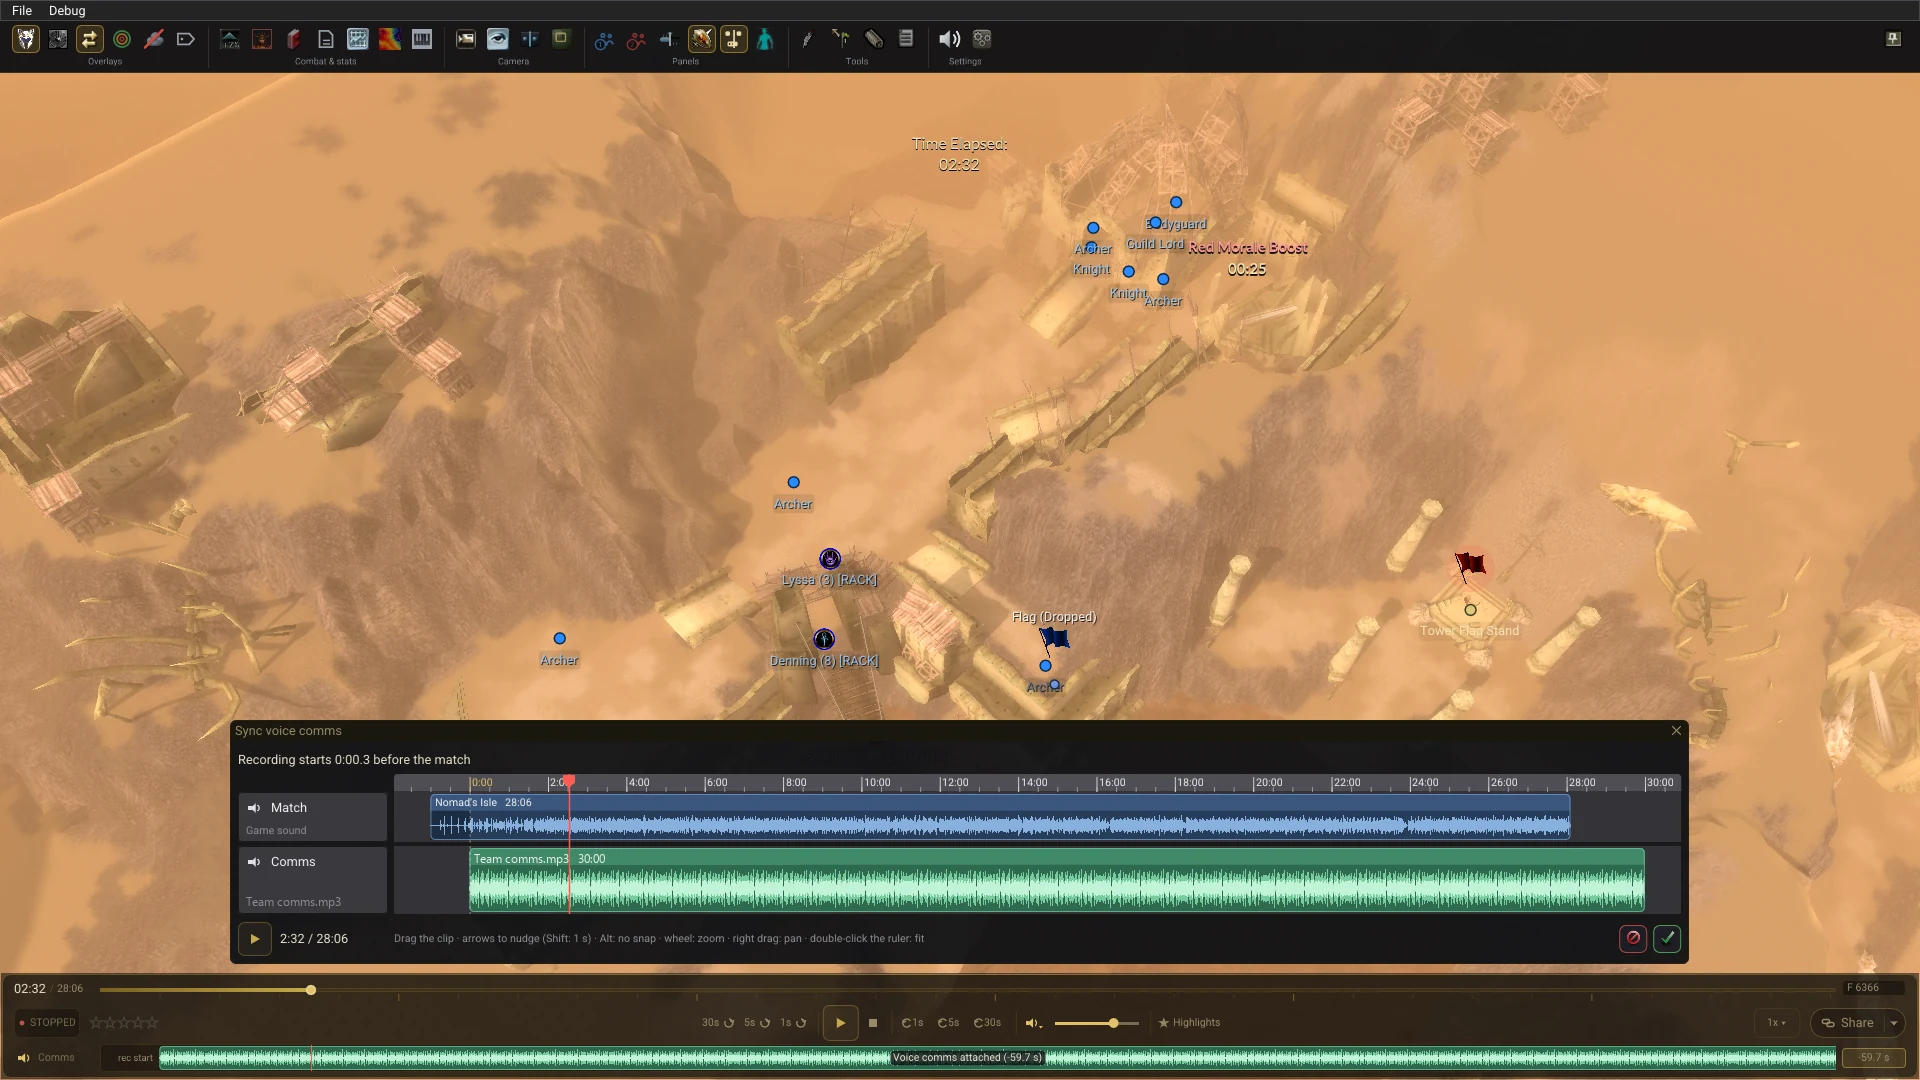 File Debug
Overlays Combat & stats Camera Panels Tools Settings
Time Elapsed:
02:32
Bodyguard
Archer
Guild Lord
Red Morale Boost
Knight
00:25
Knight
Archer
Archer
Lyssa (3) [RACK]
Flag (Dropped)
Tower Flag Stand
Archer
Denning (8) [RACK]
Archer
Sync voice comms
Recording starts 0:00.3 before the match
0:00 2:0 4:00 6:00 8:00 10:00 12:00 14:00 16:00 18:00 20:00 22:00 24:00 26:00 28:00 30:00
Match
Game sound
Nomad's Isle 28:06
Comms
Team comms.mp3
Team comms.mp3 30:00
2:32 / 28:06
Drag the clip · arrows to nudge (Shift: 1 s) · Alt: no snap · wheel: zoom · right drag: pan · double-click the ruler: fit
02:32 / 28:06
F 6366
STOPPED
30s 5s 1s 1s 5s 30s
Highlights
1x
Share
Comms
rec start
Voice comms attached (-59.7 s)
-59.7 s